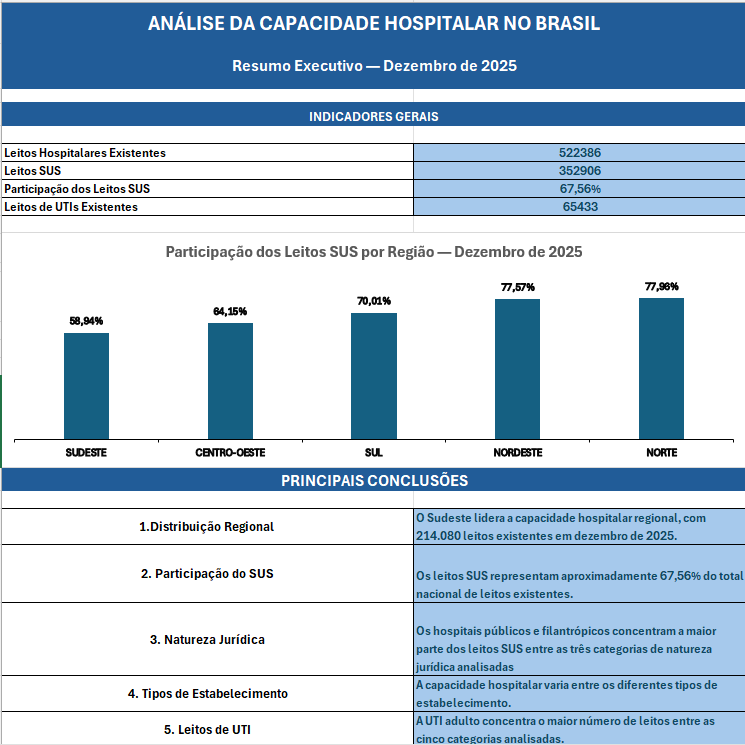 ANÁLISE DA CAPACIDADE HOSPITALAR NO BRASIL
Resumo Executivo — Dezembro de 2025
INDICADORES GERAIS
Leitos Hospitalares Existentes 522386
Leitos SUS 352906
Participação dos Leitos SUS 67,56%
Leitos de UTIs Existentes 65433
Participação dos Leitos SUS por Região — Dezembro de 2025
58,94% 64,15% 70,01% 77,57% 77,98%
SUDESTE CENTRO-OESTE SUL NORDESTE NORTE
PRINCIPAIS CONCLUSÕES
1.Distribuição Regional
O Sudeste lidera a capacidade hospitalar regional, com
214.080 leitos existentes em dezembro de 2025.
2. Participação do SUS
Os leitos SUS representam aproximadamente 67,56% do total
nacional de leitos existentes.
3. Natureza Jurídica
Os hospitais públicos e filantrópicos concentram a maior
parte dos leitos SUS entre as três categorias de natureza
jurídica analisadas
4. Tipos de Estabelecimento
A capacidade hospitalar varia entre os diferentes tipos de
estabelecimento.
5. Leitos de UTI
A UTI adulto concentra o maior número de leitos entre as
cinco categorias analisadas.